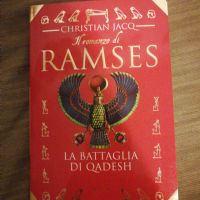 CHRISTIAN JACQ
Il romanzo di
RAMSES
LA BATTAGLIA
DI QADESH